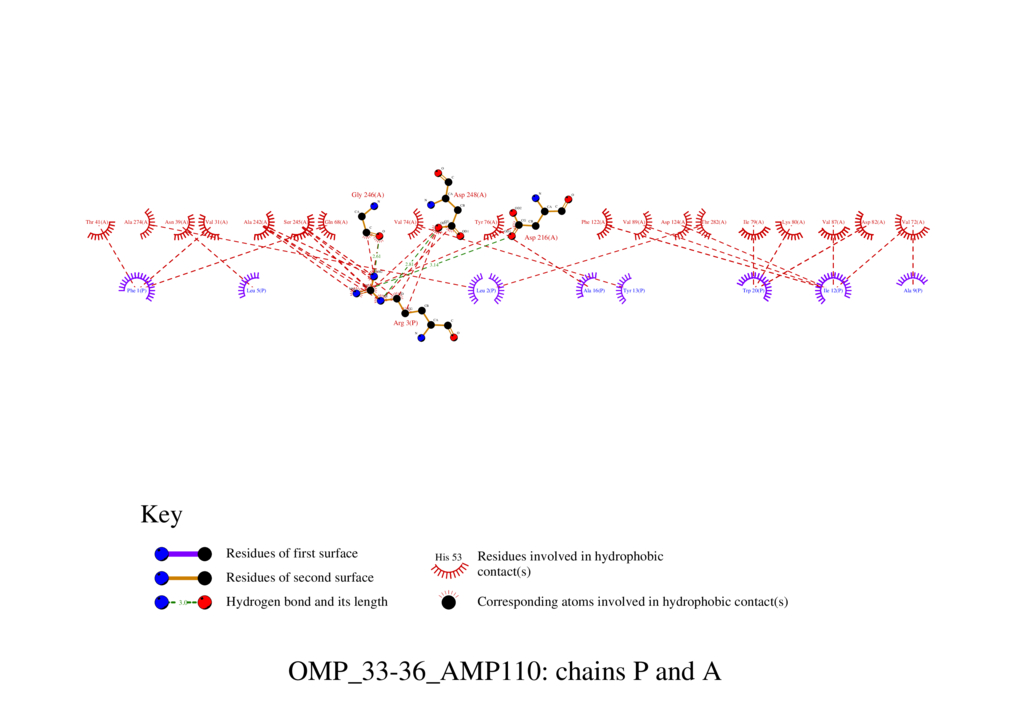 Gly 246(A)
Asp 248(A)
Thr 41(A)
Ala 274(A)
Asn 39(A)
Val 31(A)
Ala 242(A)
Ser 285(A)
Gln 68(A)
Val 74(A)
Tyr 76(A)
Asp 216(A)
Phe 122(A)
Val 89(A)
Asp 124(A)
Thr 282(A)
Ile 79(A)
Lys 80(A)
Val 87(A)
Asp 82(A)
Val 72(A)
Phe 1(P)
Leu 5(P)
Leu 2(P)
Ala 16(P)
Tyr 13(P)
Trp 20(P)
Ile 12(P)
Ala 9(P)
Arg 3(P)
Key
Residues of first surface
Residues of second surface
3.0
Hydrogen bond and its length
His 53
Residues involved in hydrophobic
contact(s)
Corresponding atoms involved in hydrophobic contact(s)
OMP_33-36_AMP110: chains P and A